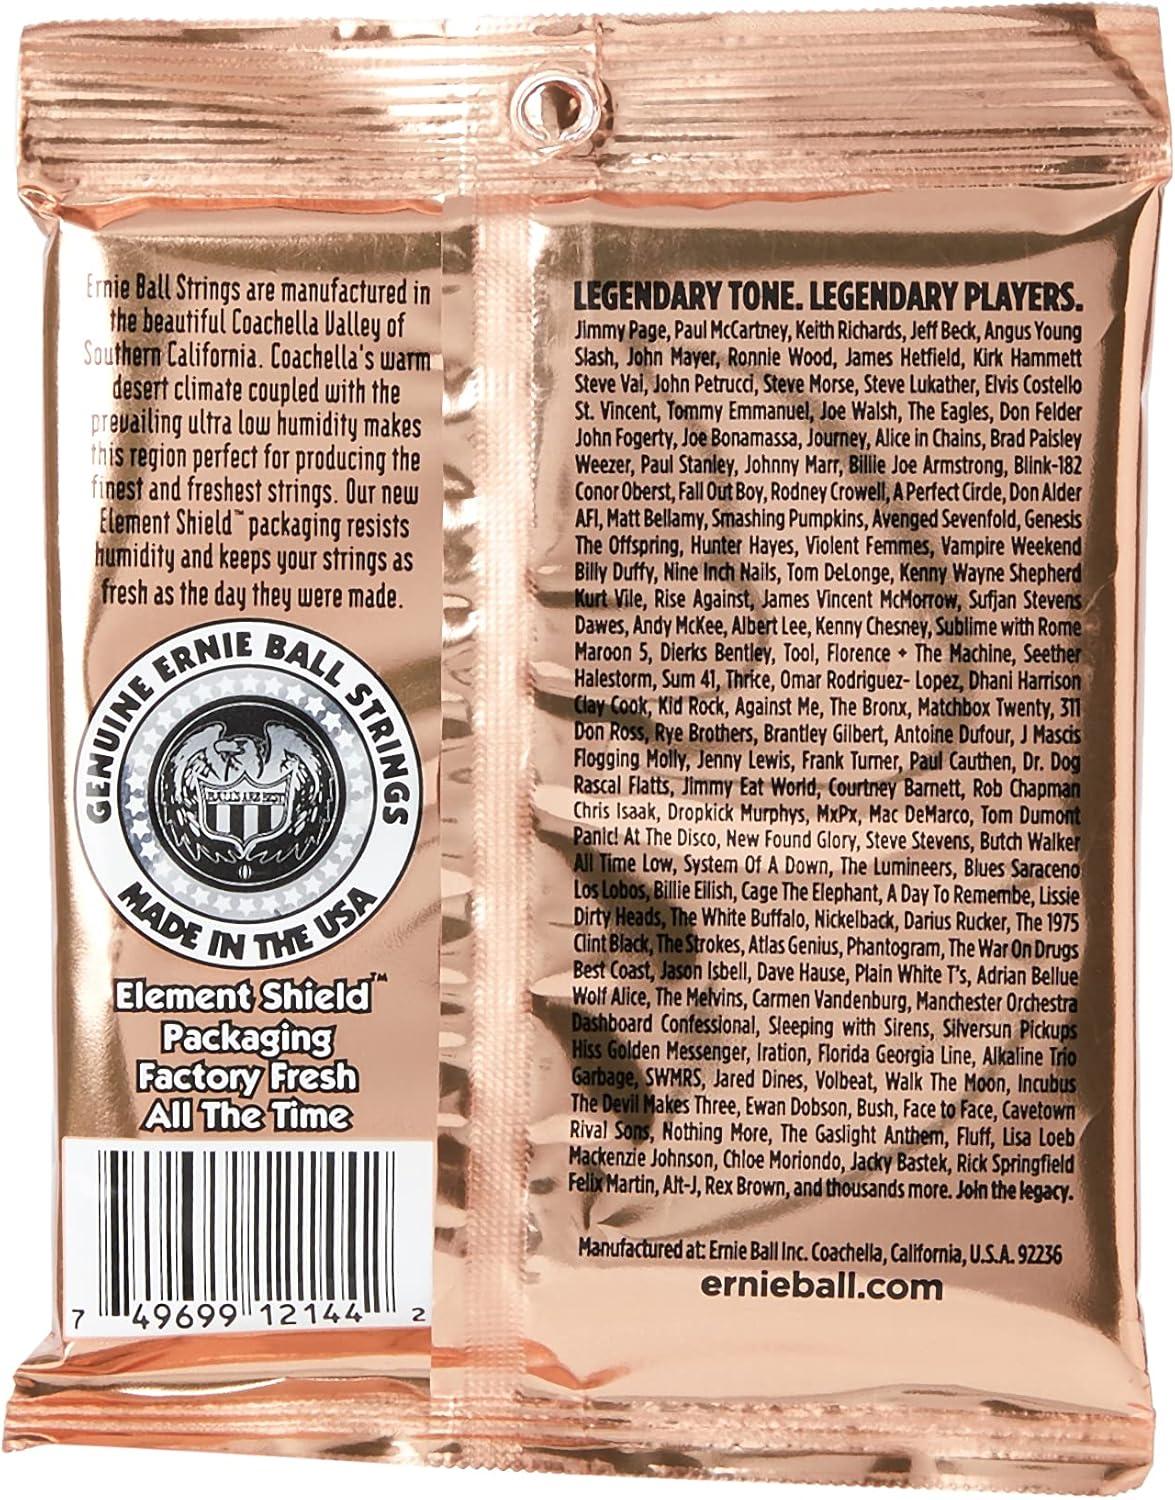 Ernie Ball Strings are manufactured in
the beautiful Coachella Valley of
Southern California. Coachella's warm
desert climate coupled with the
prevailing ultra low humidity makes
this region perfect for producing the
finest and freshest strings. Our new
Element Shield™ packaging resists
humidity and keeps your strings as
fresh as the day they were made.
GENUINE ERNIE BALL STRINGS
BALL'S ARE BEST
MADE IN THE USA
Element Shield™
Packaging
Factory Fresh
All The Time
7 49699 12144 2
LEGENDARY TONE. LEGENDARY PLAYERS.
Jimmy Page, Paul McCartney, Keith Richards, Jeff Beck, Angus Young
Slash, John Mayer, Ronnie Wood, James Hetfield, Kirk Hammett
Steve Vai, John Petrucci, Steve Morse, Steve Lukather, Elvis Costello
St. Vincent, Tommy Emmanuel, Joe Walsh, The Eagles, Don Felder
John Fogerty, Joe Bonamassa, Journey, Alice in Chains, Brad Paisley
Weezer, Paul Stanley, Johnny Marr, Billie Joe Armstrong, Blink-182
Conor Oberst, Fall Out Boy, Rodney Crowell, A Perfect Circle, Don Alder
AFI, Matt Bellamy, Smashing Pumpkins, Avenged Sevenfold, Genesis
The Offspring, Hunter Hayes, Violent Femmes, Vampire Weekend
Billy Duffy, Nine Inch Nails, Tom DeLonge, Kenny Wayne Shepherd
Kurt Vile, Rise Against, James Vincent McMorrow, Sufjan Stevens
Dawes, Andy McKee, Albert Lee, Kenny Chesney, Sublime with Rome
Maroon 5, Dierks Bentley, Tool, Florence + The Machine, Seether
Halestorm, Sum 41, Thrice, Omar Rodriguez- Lopez, Dhani Harrison
Clay Cook, Kid Rock, Against Me, The Bronx, Matchbox Twenty, 311
Don Ross, Rye Brothers, Brantley Gilbert, Antoine Dufour, J Mascis
Flogging Molly, Jenny Lewis, Frank Turner, Paul Cauthen, Dr. Dog
Rascal Flatts, Jimmy Eat World, Courtney Barnett, Rob Chapman
Chris Isaak, Dropkick Murphys, MxPx, Mac DeMarco, Tom Dumont
Panic! At The Disco, New Found Glory, Steve Stevens, Butch Walker
All Time Low, System Of A Down, The Lumineers, Blues Saraceno
Los Lobos, Billie Eilish, Cage The Elephant, A Day To Remembe, Lissie
Dirty Heads, The White Buffalo, Nickelback, Darius Rucker, The 1975
Clint Black, The Strokes, Atlas Genius, Phantogram, The War On Drugs
Best Coast, Jason Isbell, Dave Hause, Plain White T's, Adrian Bellue
Wolf Alice, The Melvins, Carmen Vandenburg, Manchester Orchestra
Dashboard Confessional, Sleeping with Sirens, Silversun Pickups
Hiss Golden Messenger, Iration, Florida Georgia Line, Alkaline Trio
Garbage, SWMRS, Jared Dines, Volbeat, Walk The Moon, Incubus
The Devil Makes Three, Ewan Dobson, Bush, Face to Face, Cavetown
Rival Sons, Nothing More, The Gaslight Anthem, Fluff, Lisa Loeb
Mackenzie Johnson, Chloe Moriondo, Jacky Bastek, Rick Springfield
Felix Martin, Alt-J, Rex Brown, and thousands more. Join the legacy.
Manufactured at: Ernie Ball Inc. Coachella, California, U.S.A. 92236
ernieball.com